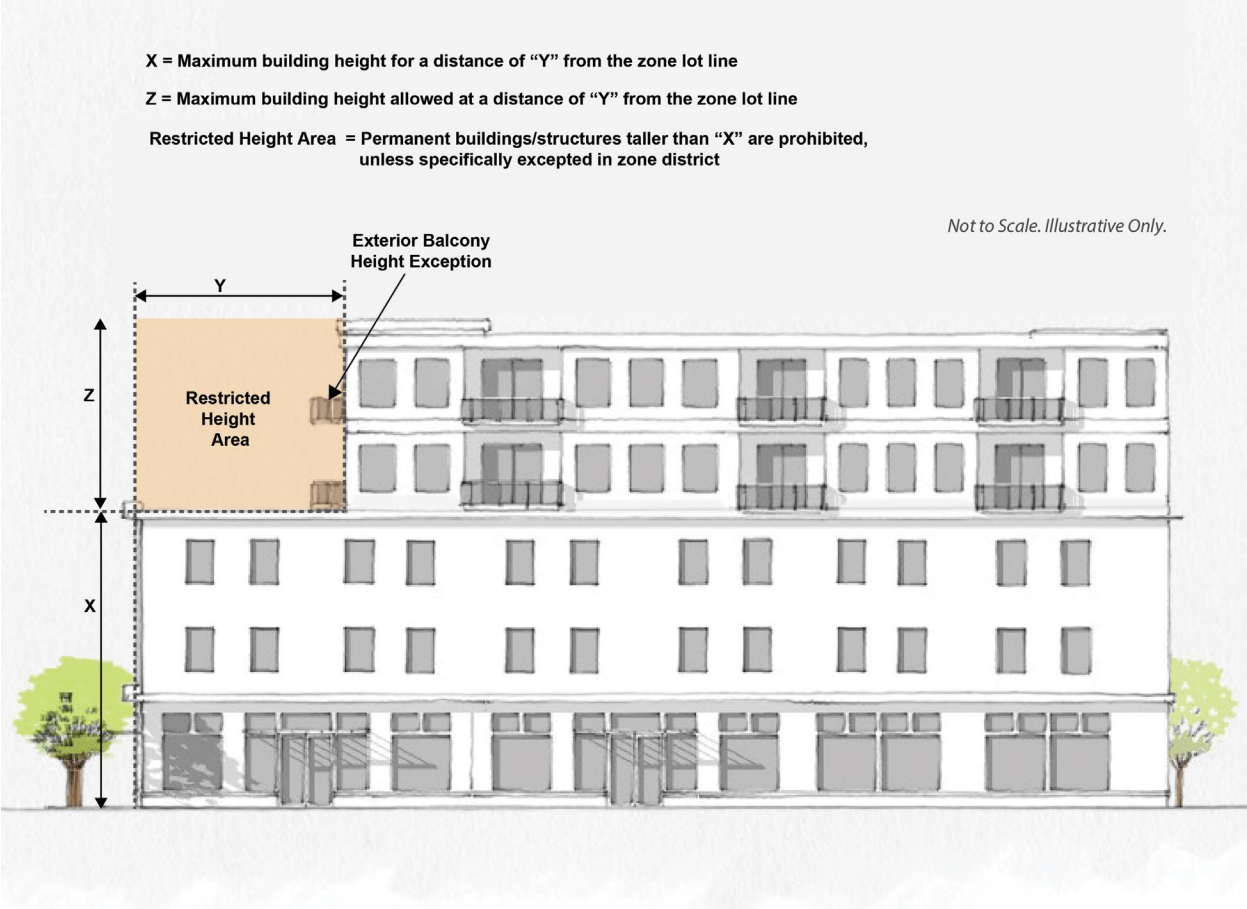 X = Maximum building height for a distance of “Y” from the zone lot line
Z = Maximum building height allowed at a distance of “Y” from the zone lot line
Restricted Height Area = Permanent buildings/structures taller than “X” are prohibited,
unless specifically excepted in zone district
Not to Scale. Illustrative Only.
Exterior Balcony
Height Exception
Y
Z
Restricted
Height
Area
X